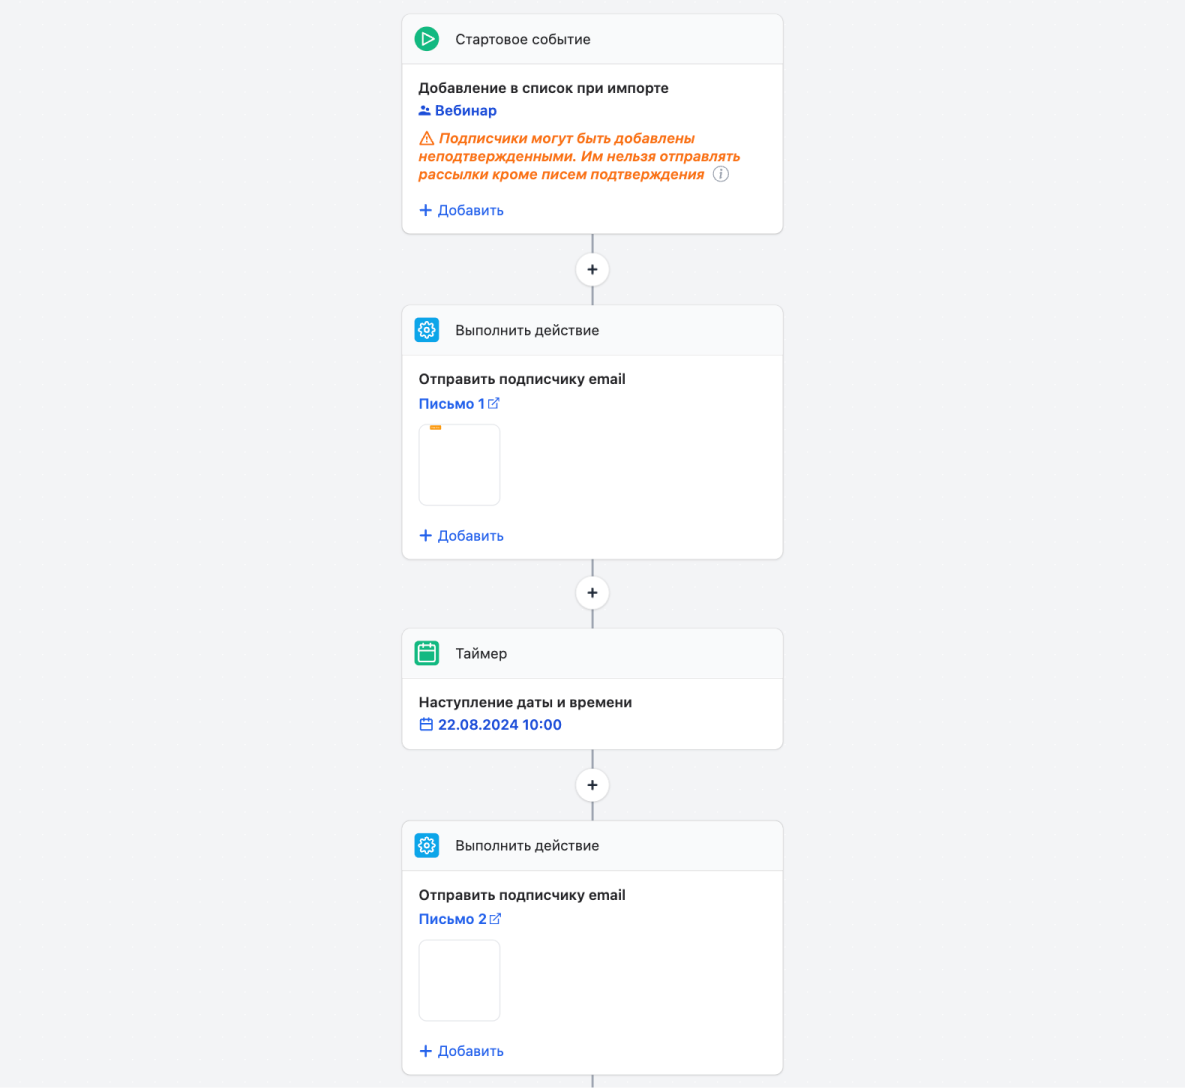 Стартовое событие
Добавление в список при импорте
Вебинар
Подписчики могут быть добавлены
неподтвержденными. Им нельзя отправлять
рассылки кроме писем подтверждения
+ Добавить
+
Выполнить действие
Отправить подписчику email
Письмо 1
+ Добавить
+
Таймер
Наступление даты и времени
22.08.2024 10:00
+
Выполнить действие
Отправить подписчику email
Письмо 2
+ Добавить